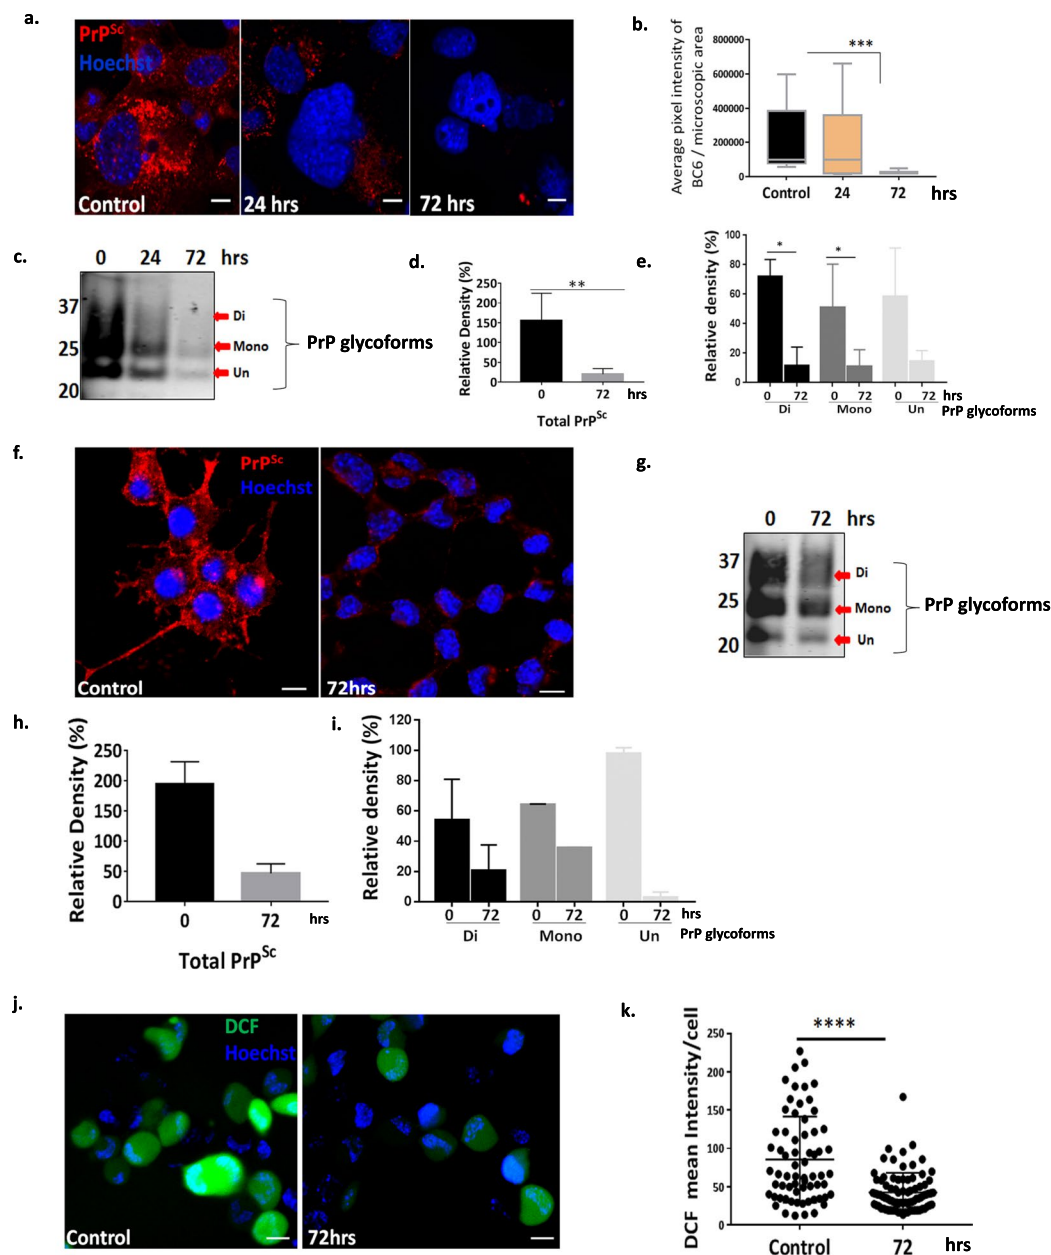 a.
PrPSc
Hoechst
Control
24 hrs
72 hrs
b.
Average pixel intensity of
BC6 / microscopic area
800000
600000
400000
200000
0
***
Control 24 72 hrs
c.
0 24 72 hrs
37
25
20
Di
Mono
Un
PrP glycoforms
d.
Relative Density (%)
250
200
150
100
50
0
**
0 72 hrs
Total PrPSc
e.
Relative density (%)
80
60
40
20
0
* *
0 72 0 72 0 72 hrs
Di Mono Un PrP glycoforms
f.
PrPSc
Hoechst
Control
72hrs
g.
0 72 hrs
37
25
20
Di
Mono
Un
PrP glycoforms
h.
Relative Density (%)
250
200
150
100
50
0
0 72 hrs
Total PrPSc
i.
Relative density (%)
120
100
80
60
40
20
0
0 72 0 72 0 72 hrs
Di Mono Un PrP glycoforms
j.
DCF
Hoechst
Control
72hrs
k.
DCF mean Intensity/cell
250
200
150
100
50
0
****
Control 72 hrs